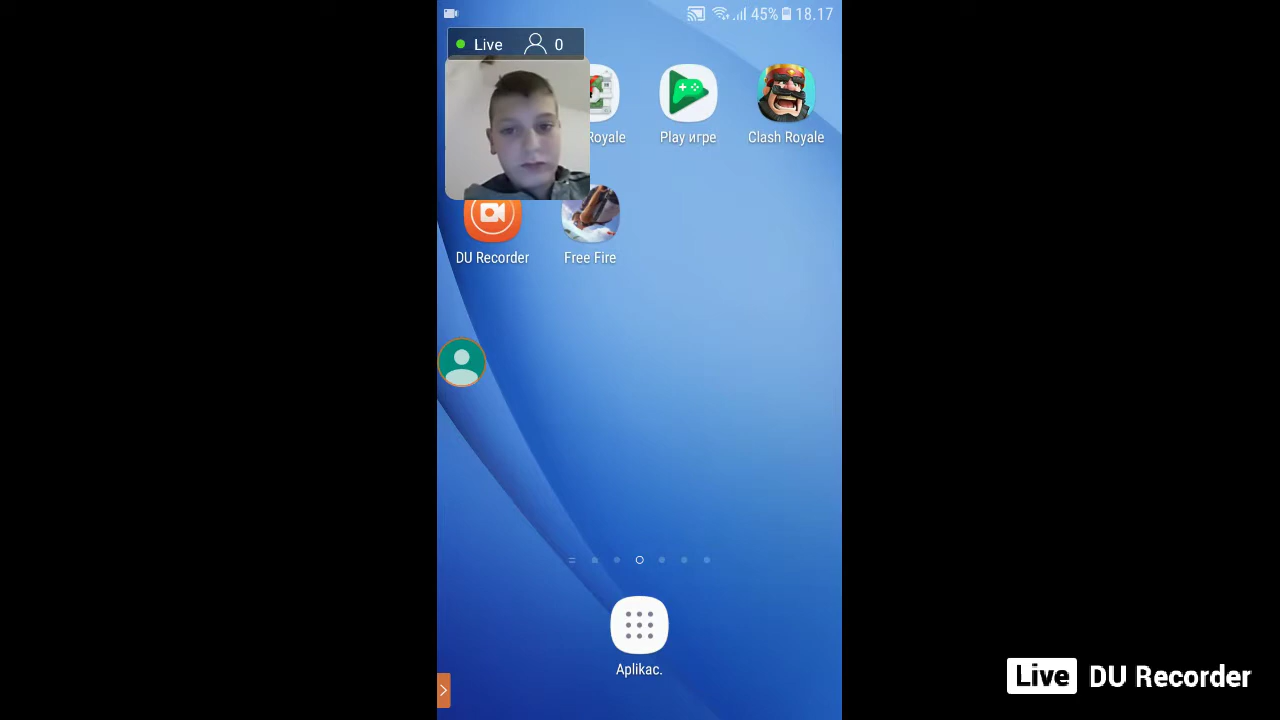 45% 18.17
Live 0
Royale Play игре Clash Royale
DU Recorder Free Fire
Aplikac.
Live DU Recorder